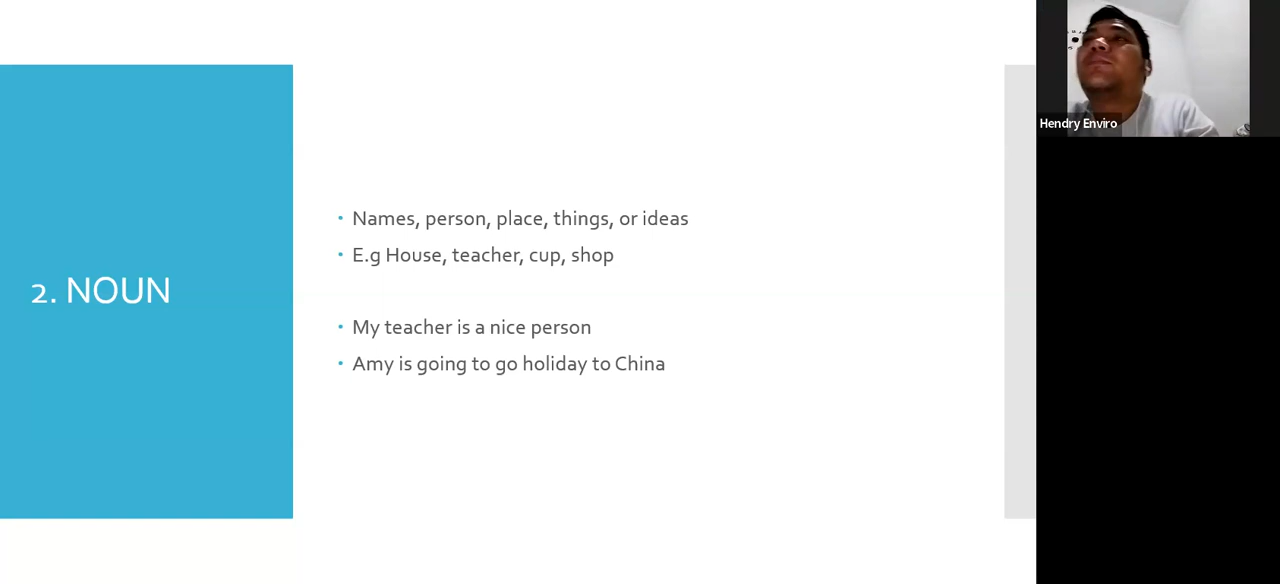 2. NOUN
Names, person, place, things, or ideas
E.g House, teacher, cup, shop
My teacher is a nice person
Amy is going to go holiday to China
Hendry Enviro